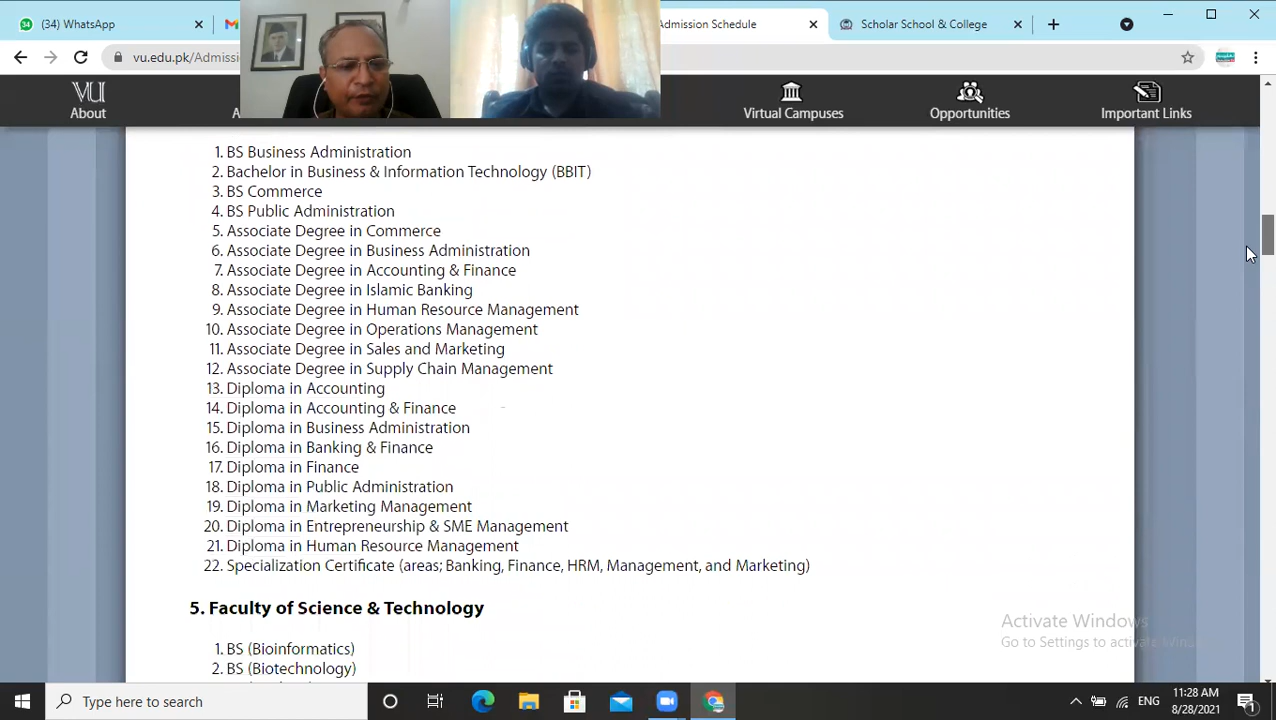 (34) WhatsApp
Admission Schedule
Scholar School & College
vu.edu.pk/Admissi
VU
About
A
Virtual Campuses
Opportunities
Important Links
1. BS Business Administration
2. Bachelor in Business & Information Technology (BBIT)
3. BS Commerce
4. BS Public Administration
5. Associate Degree in Commerce
6. Associate Degree in Business Administration
7. Associate Degree in Accounting & Finance
8. Associate Degree in Islamic Banking
9. Associate Degree in Human Resource Management
10. Associate Degree in Operations Management
11. Associate Degree in Sales and Marketing
12. Associate Degree in Supply Chain Management
13. Diploma in Accounting
14. Diploma in Accounting & Finance
15. Diploma in Business Administration
16. Diploma in Banking & Finance
17. Diploma in Finance
18. Diploma in Public Administration
19. Diploma in Marketing Management
20. Diploma in Entrepreneurship & SME Management
21. Diploma in Human Resource Management
22. Specialization Certificate (areas; Banking, Finance, HRM, Management, and Marketing)
5. Faculty of Science & Technology
1. BS (Bioinformatics)
2. BS (Biotechnology)
Activate Windows
Go to Settings to activate Windows.
Type here to search
ENG
11:28 AM
8/28/2021